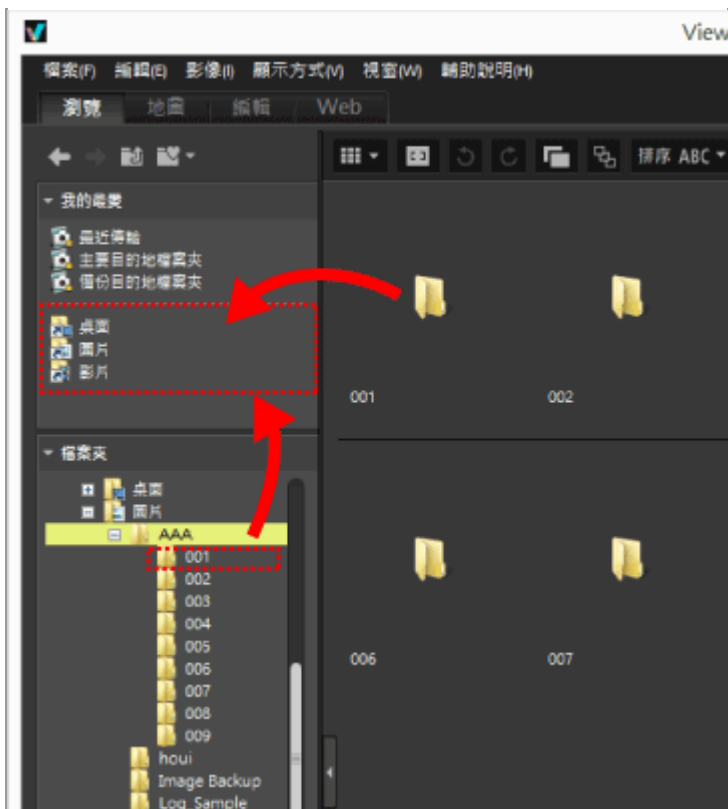 View
檔案(F) 編輯(E) 影像(I) 顯示方式(V) 視窗(W) 輔助說明(H)
瀏覽 地圖 編輯 Web
排序 ABC
我的最愛
最近傳輸
主要目的地檔案夾
備份目的地檔案夾
桌面
圖片
影片
001 002
檔案夾
桌面
圖片
AAA
001
002
003
004
005
006
007
008
009
houi
Image Backup
Log_Sample
006 007